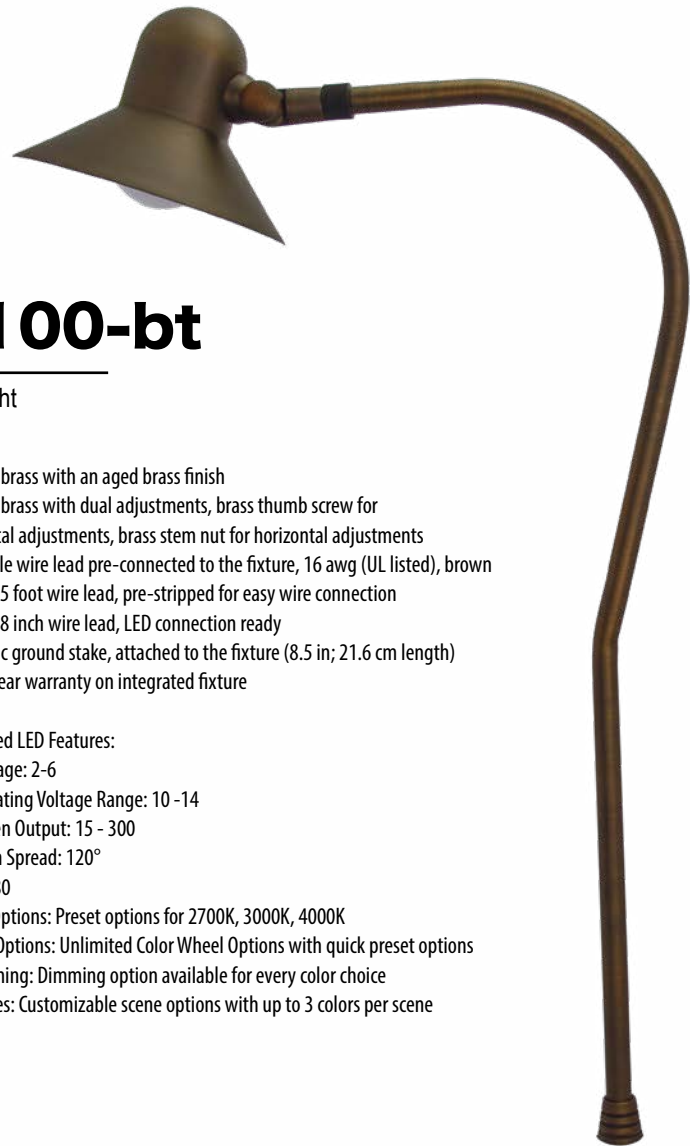 100-bt
ht
brass with an aged brass finish
brass with dual adjustments, brass thumb screw for
tal adjustments, brass stem nut for horizontal adjustments
le wire lead pre-connected to the fixture, 16 awg (UL listed), brown
5 foot wire lead, pre-stripped for easy wire connection
8 inch wire lead, LED connection ready
c ground stake, attached to the fixture (8.5 in; 21.6 cm length)
ear warranty on integrated fixture
ed LED Features:
age: 2-6
ating Voltage Range: 10 -14
en Output: 15 - 300
n Spread: 120°
80
ptions: Preset options for 2700K, 3000K, 4000K
Options: Unlimited Color Wheel Options with quick preset options
ning: Dimming option available for every color choice
es: Customizable scene options with up to 3 colors per scene